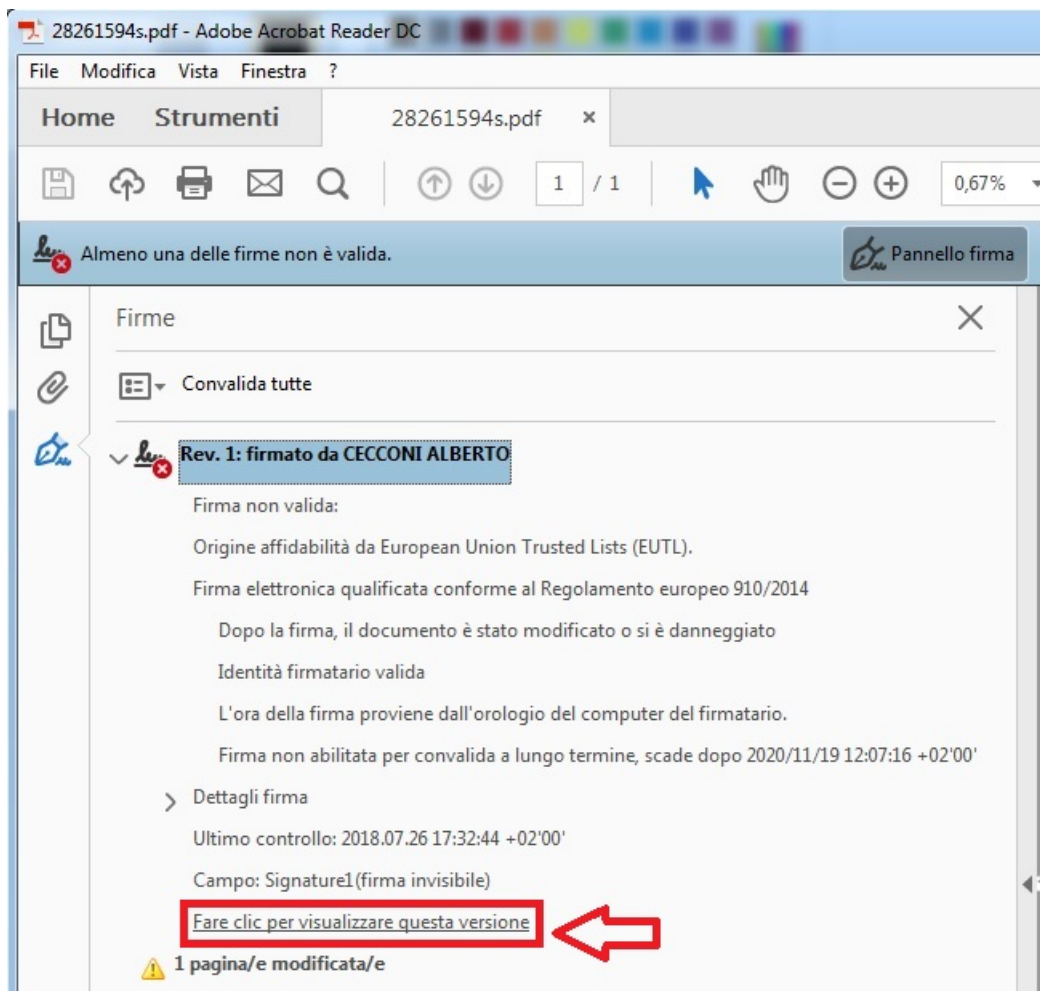 28261594s.pdf - Adobe Acrobat Reader DC
File Modifica Vista Finestra ?
Home Strumenti 28261594s.pdf ×
1 / 1 0,67%
Almeno una delle firme non è valida. Pannello firma
Firme
Convalida tutte
Rev. 1: firmato da CECCONI ALBERTO
Firma non valida:
Origine affidabilità da European Union Trusted Lists (EUTL).
Firma elettronica qualificata conforme al Regolamento europeo 910/2014
Dopo la firma, il documento è stato modificato o si è danneggiato
Identità firmatario valida
L'ora della firma proviene dall'orologio del computer del firmatario.
Firma non abilitata per convalida a lungo termine, scade dopo 2020/11/19 12:07:16 +02'00'
Dettagli firma
Ultimo controllo: 2018.07.26 17:32:44 +02'00'
Campo: Signature1(firma invisibile)
Fare clic per visualizzare questa versione
1 pagina/e modificata/e